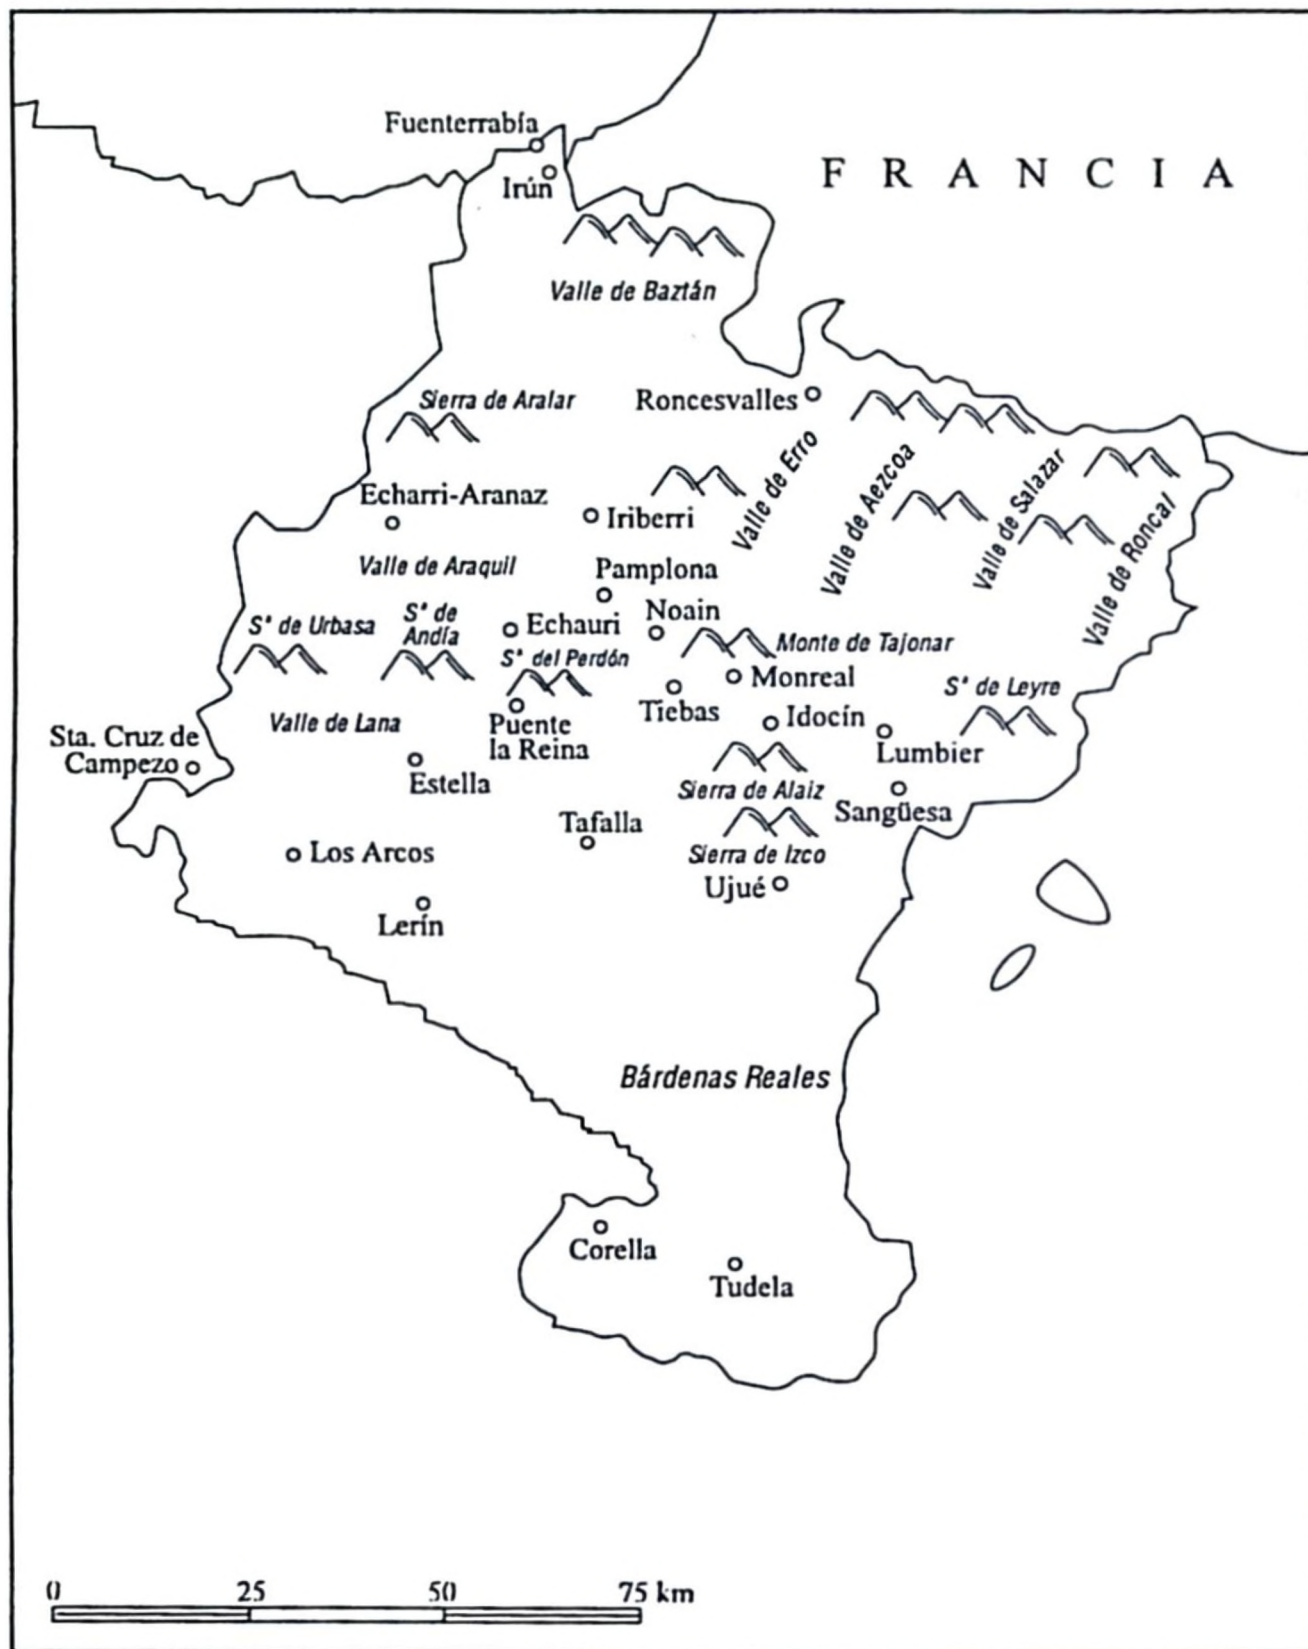 Fuenterrabía
FRANCIA
Irún
Valle de Baztán
Sierra de Aralar
Roncesvalles
Valle de Erro
Valle de Aezcoa
Valle de Salazar
Valle de Roncal
Echarri-Aranaz
Iriberri
Valle de Araquil
Pamplona
Sª de Urbasa
Sª de
Andía
Echauri
Noain
Sª del Perdón
Monte de Tajonar
Monreal
Sª de Leyre
Tiebas
Valle de Lana
Puente
la Reina
Idocín
Sta. Cruz de
Campezo
Lumbier
Estella
Sierra de Alaiz
Sangüesa
Tafalla
Los Arcos
Sierra de Izco
Ujué
Lerín
Bárdenas Reales
Corella
Tudela
0 25 50 75 km